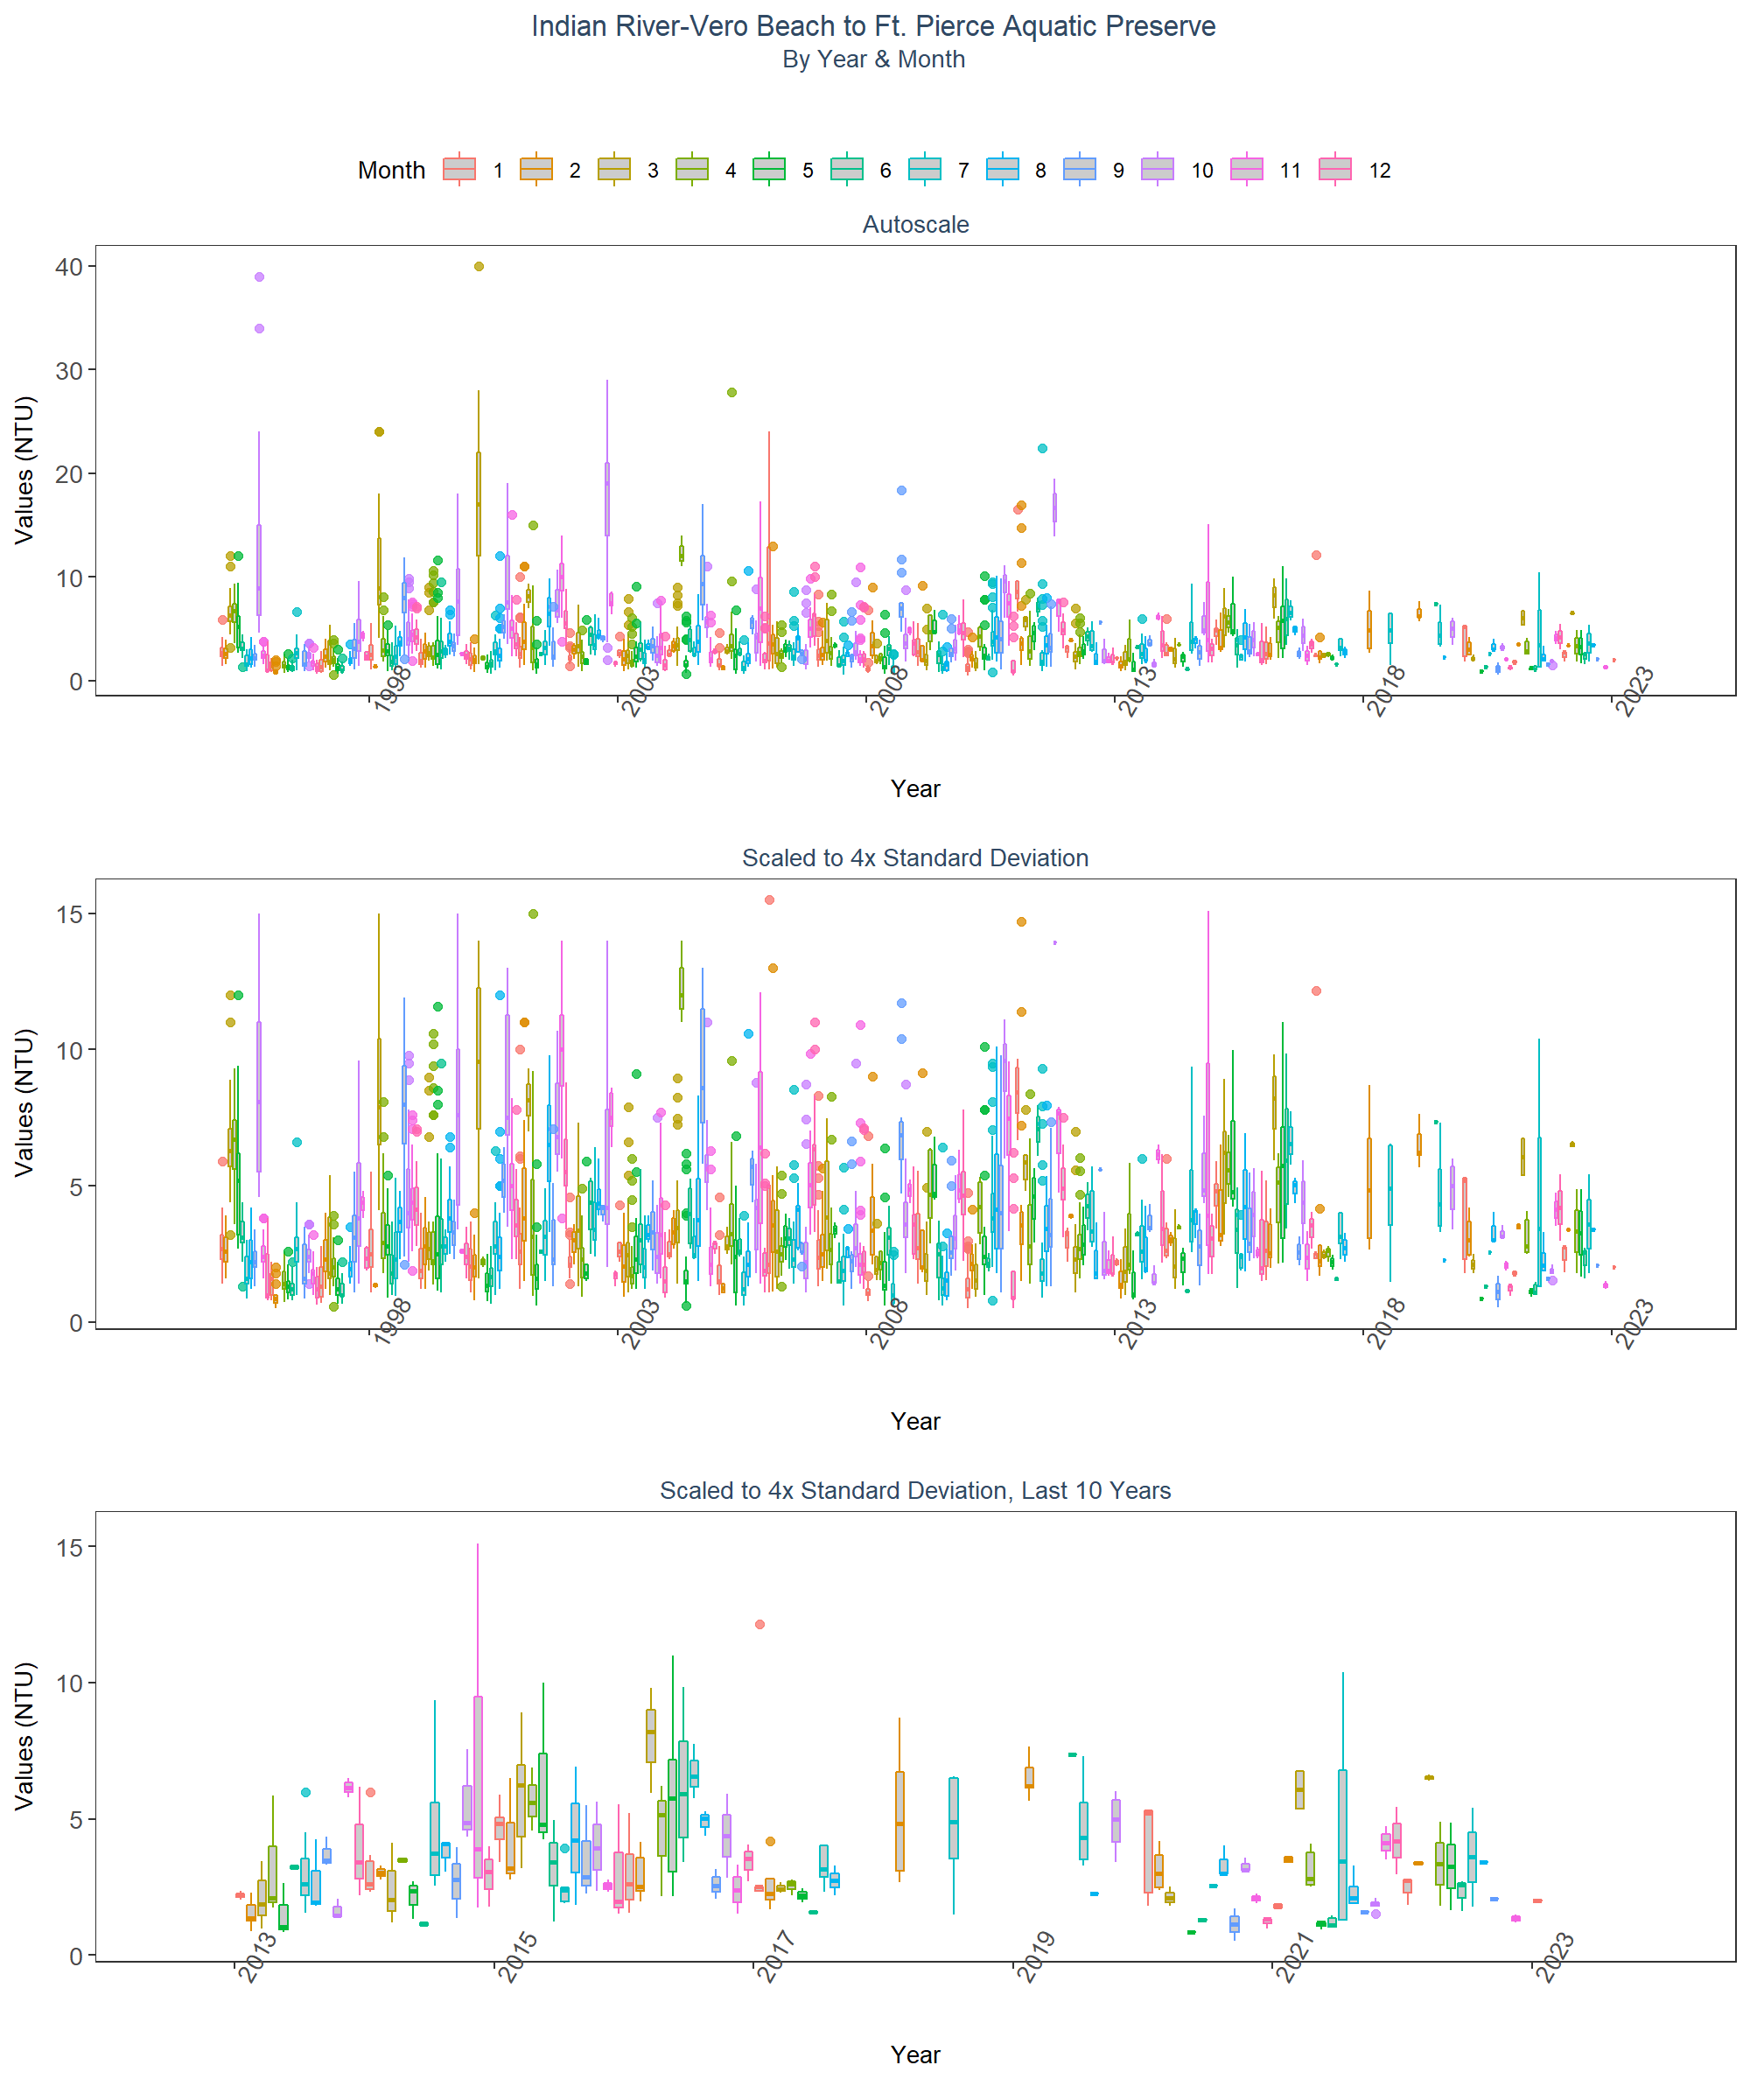 Indian River-Vero Beach to Ft. Pierce Aquatic Preserve
By Year & Month
Month 1 2 3 4 5 6 7 8 9 10 11 12
Autoscale
Values (NTU)
40
30
20
10
0
1998 2003 2008 2013 2018 2023
Year
Scaled to 4x Standard Deviation
Values (NTU)
15
10
5
0
1998 2003 2008 2013 2018 2023
Year
Scaled to 4x Standard Deviation, Last 10 Years
Values (NTU)
15
10
5
0
2013 2015 2017 2019 2021 2023
Year